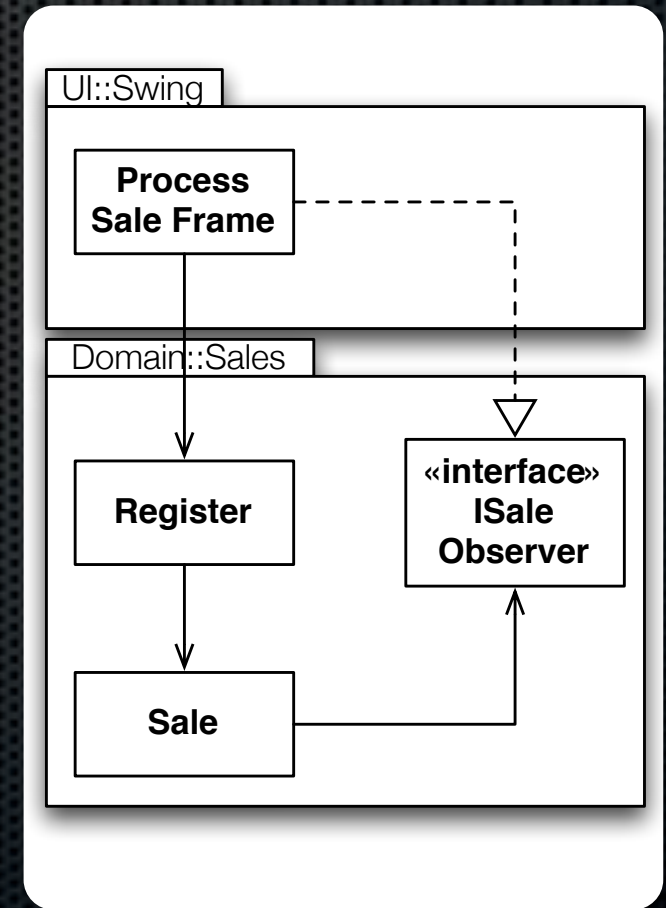 UI::Swing
Process
Sale Frame
Domain::Sales
Register
«interface»
ISale
Observer
Sale